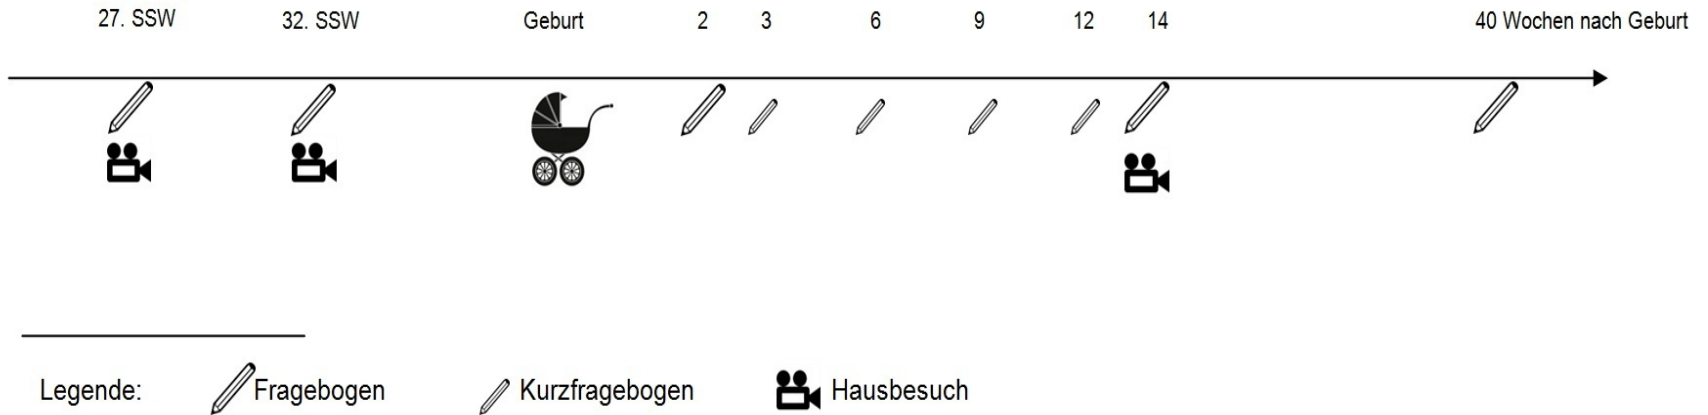 27. SSW 32. SSW Geburt 2 3 6 9 12 14 40 Wochen nach Geburt
Legende: Fragebogen Kurzfragebogen Hausbesuch